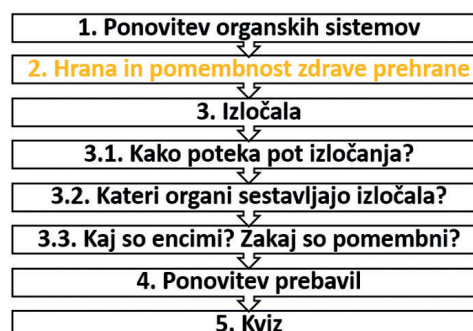 1. Ponovitev organskih sistemov
2. Hrana in pomembnost zdrave prehrane
3. Izločala
3.1. Kako poteka pot izločanja?
3.2. Kateri organi sestavljajo izločala?
3.3. Kaj so encimi? Zakaj so pomembni?
4. Ponovitev prebavil
5. Kviz